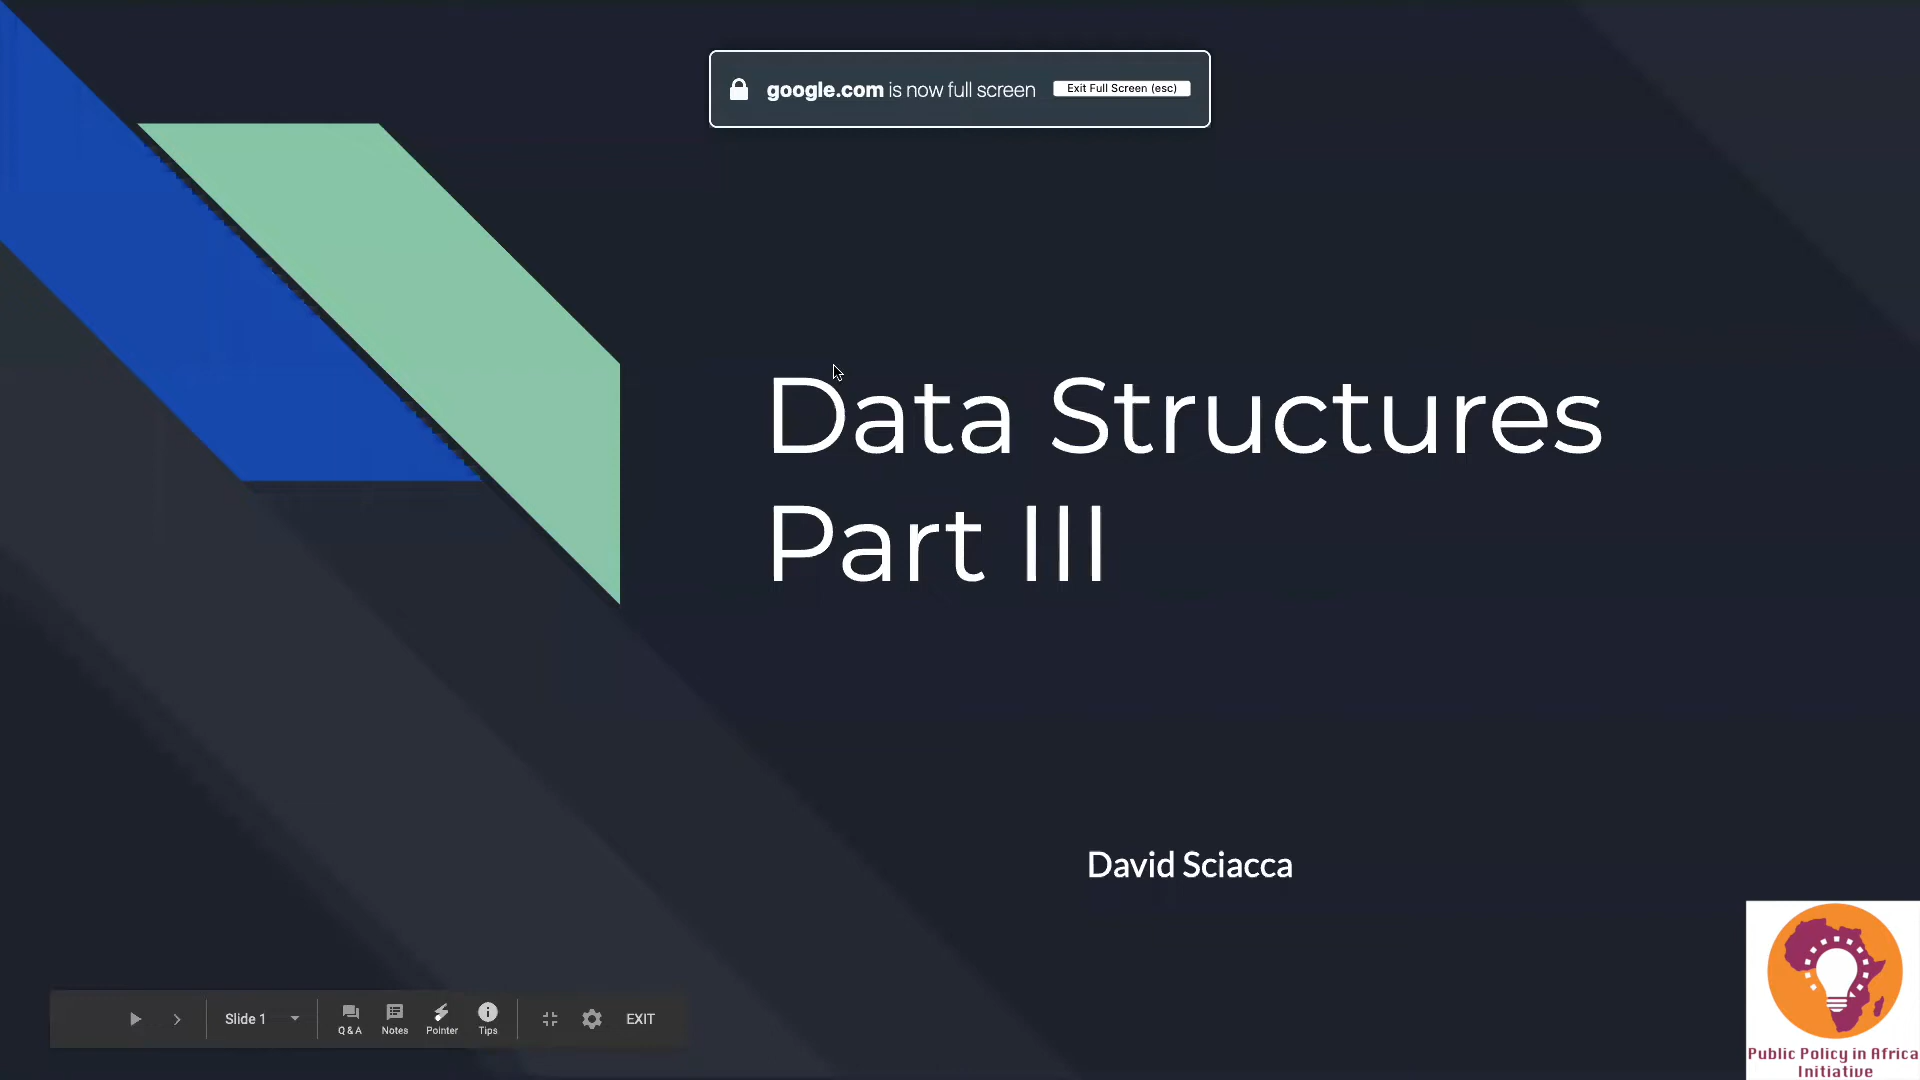 google.com is now full screen Exit Full Screen (esc)
Data Structures
Part III
David Sciacca
Slide 1 Q & A Notes Pointer Tips EXIT
Public Policy in Africa
Initiative